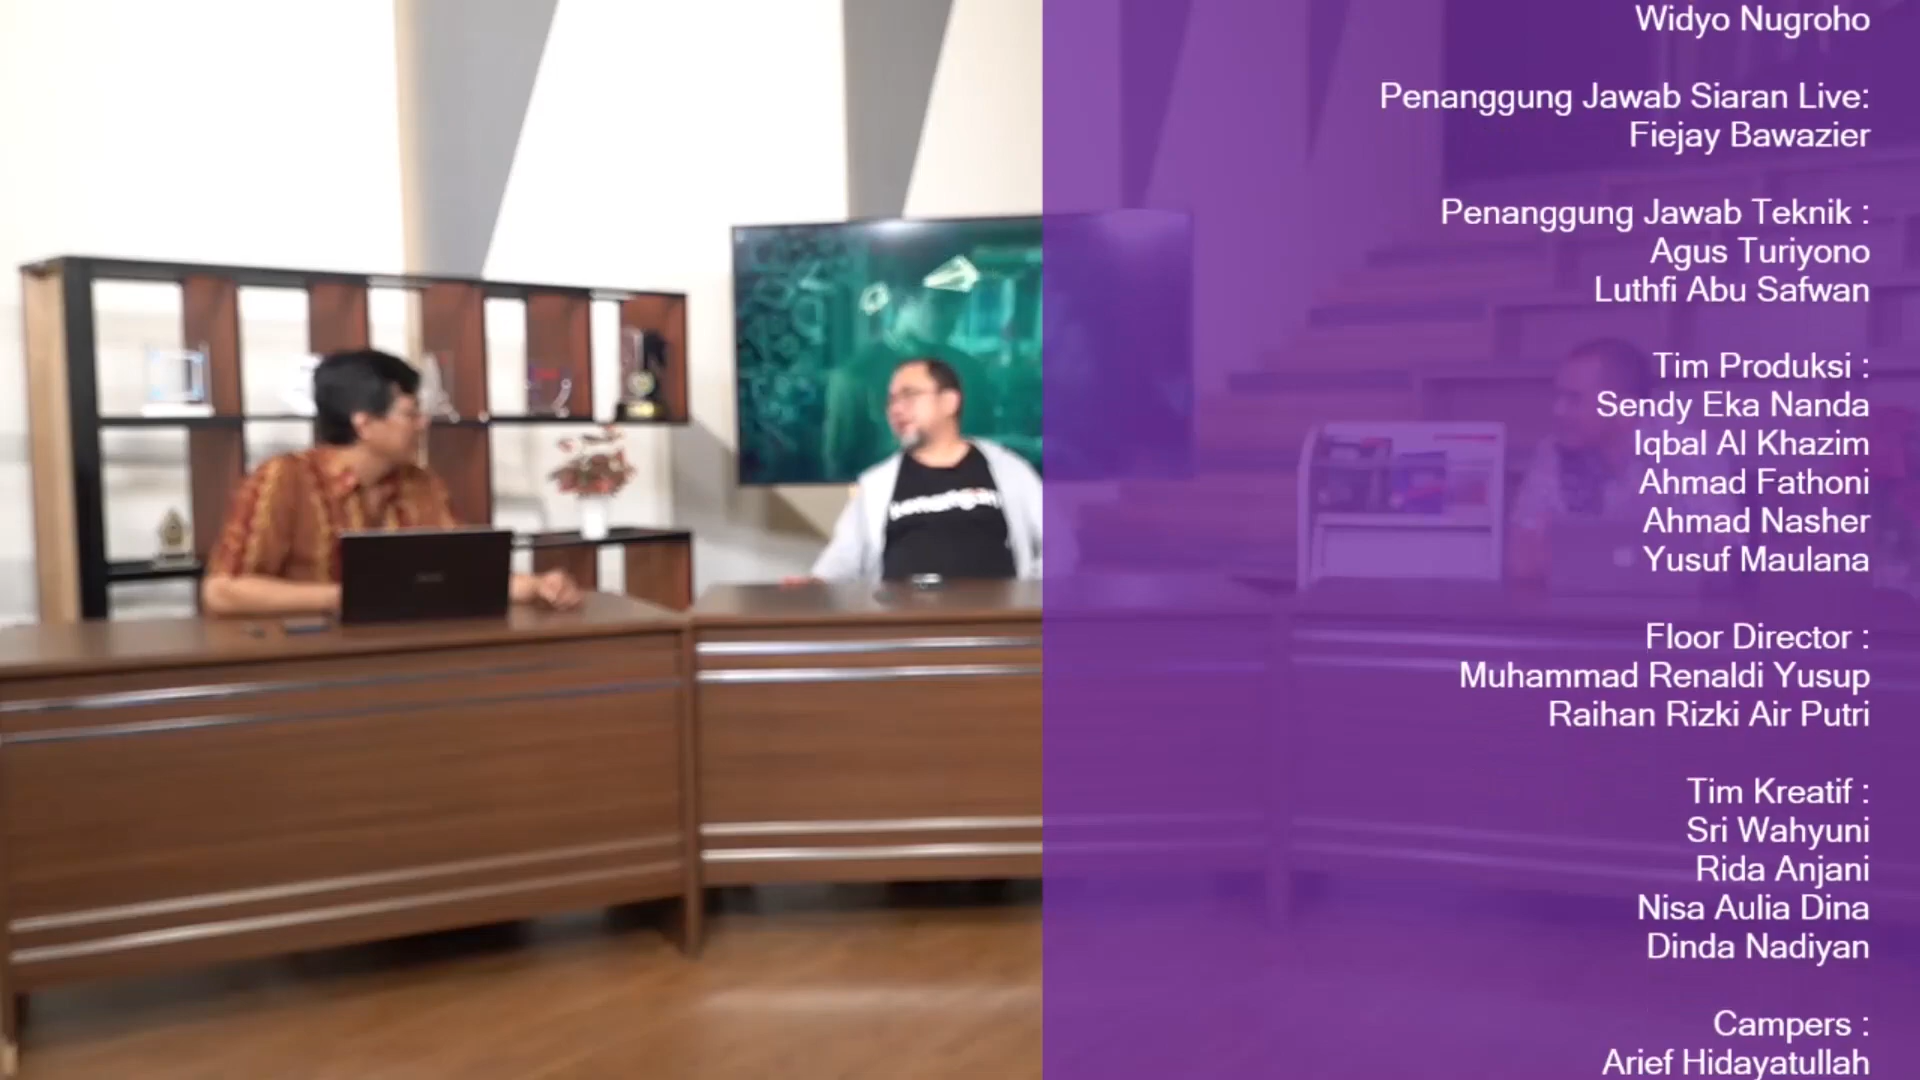 Widyo Nugroho
Penanggung Jawab Siaran Live:
Fiejay Bawazier
Penanggung Jawab Teknik :
Agus Turiyono
Luthfi Abu Safwan
Tim Produksi :
Sendy Eka Nanda
Iqbal Al Khazim
Ahmad Fathoni
Ahmad Nasher
Yusuf Maulana
Floor Director :
Muhammad Renaldi Yusup
Raihan Rizki Air Putri
Tim Kreatif :
Sri Wahyuni
Rida Anjani
Nisa Aulia Dina
Dinda Nadiyan
Campers :
Arief Hidayatullah